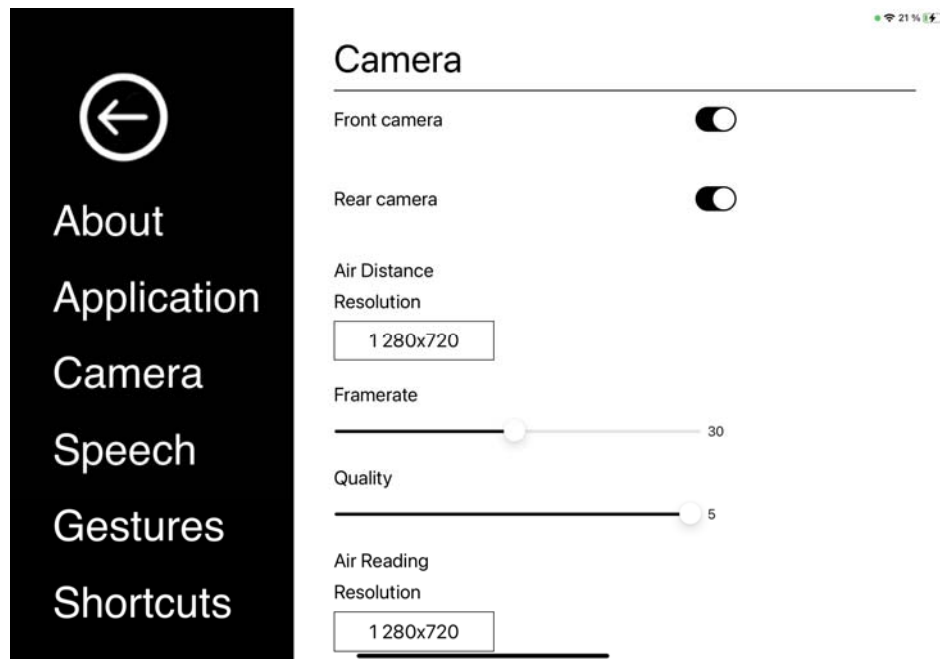 21 %
Camera
Front camera
Rear camera
About
Application
Camera
Speech
Gestures
Shortcuts
Air Distance
Resolution
1280x720
Framerate
30
Quality
5
Air Reading
Resolution
1280x720